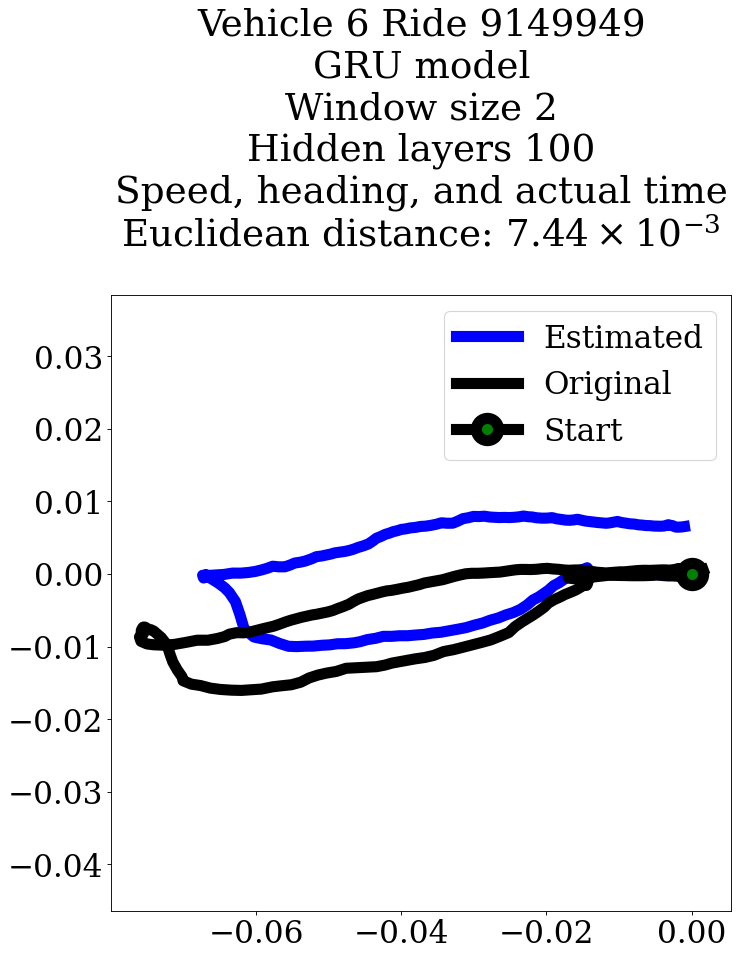 Vehicle 6 Ride 9149949
GRU model
Window size 2
Hidden layers 100
Speed, heading, and actual time
Euclidean distance: 7.44 × 10⁻³
Estimated
Original
Start
0.03
0.02
0.01
0.00
−0.01
−0.02
−0.03
−0.04
−0.06 −0.04 −0.02 0.00